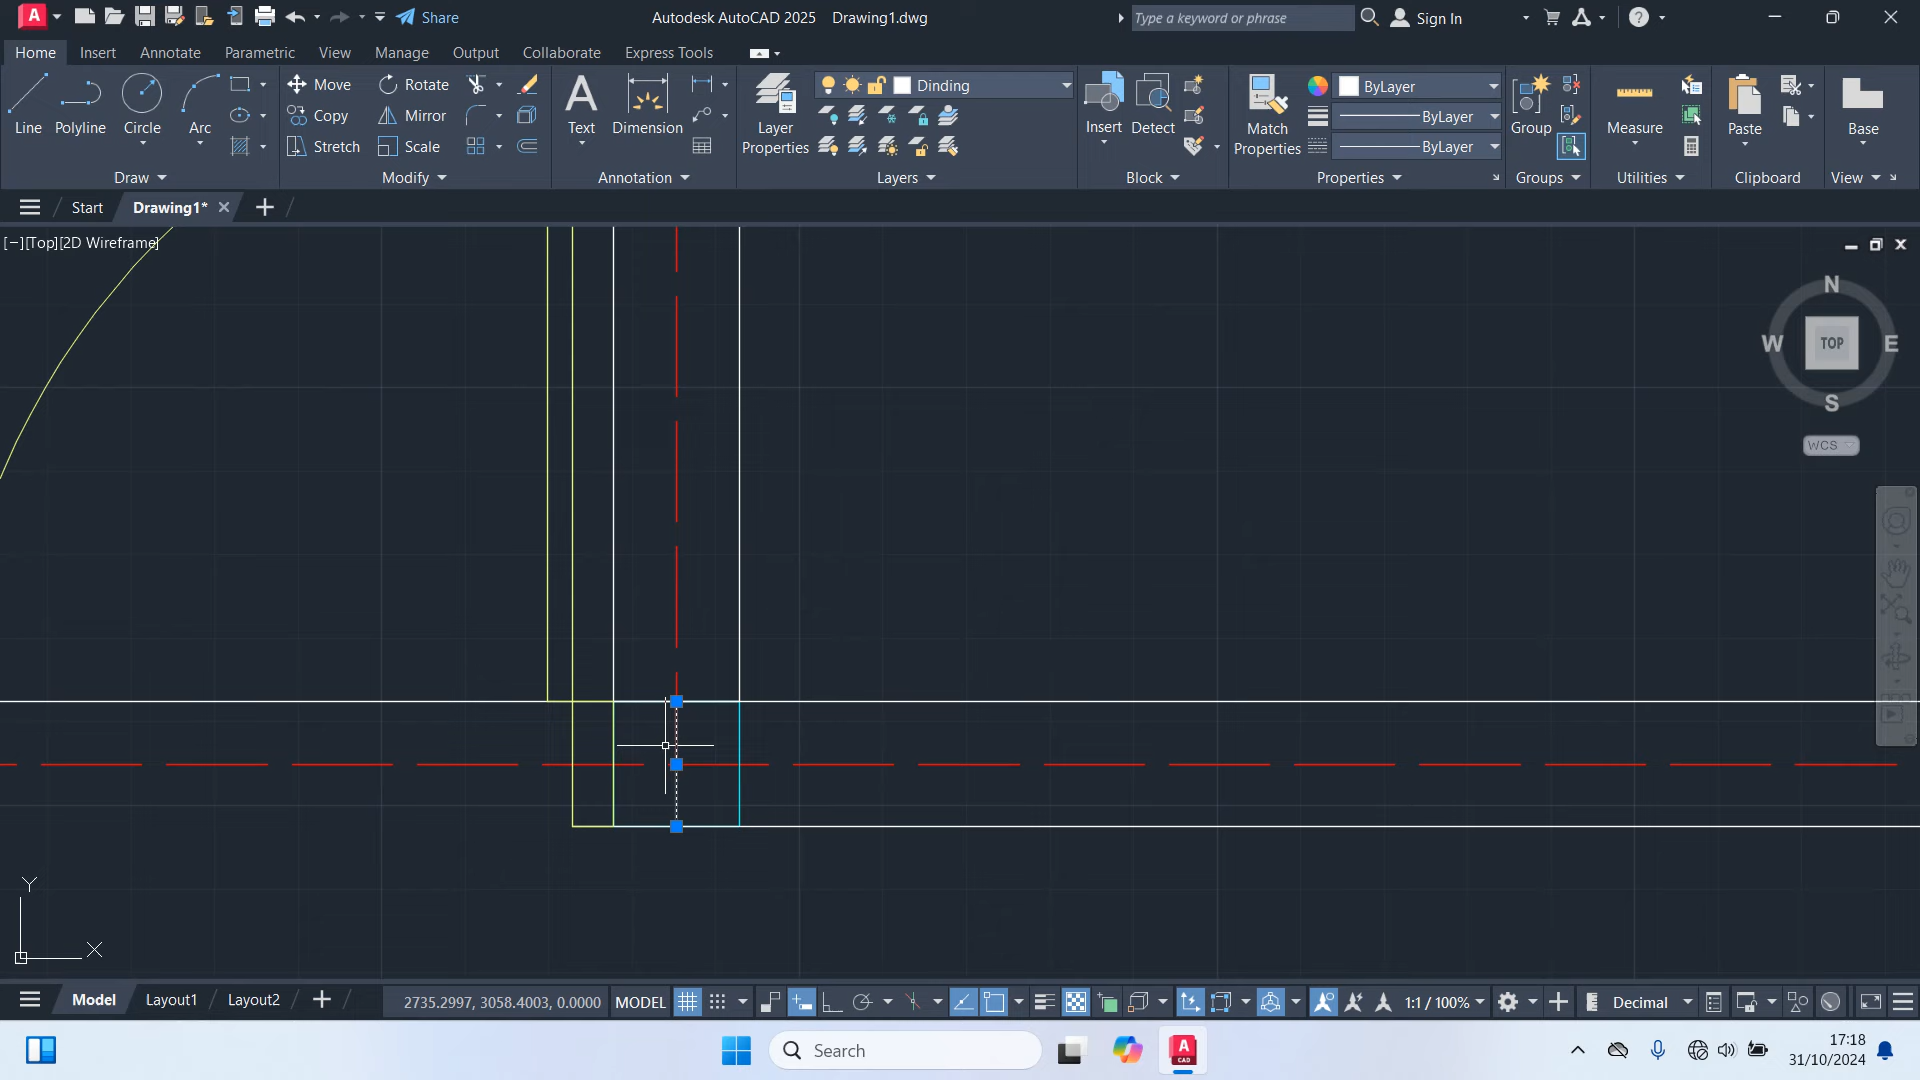 A Share Autodesk AutoCAD 2025 Drawing1.dwg Type a keyword or phrase Sign In
Home Insert Annotate Parametric View Manage Output Collaborate Express Tools
Line Polyline Circle Arc
Move Rotate
Copy Mirror
Stretch Scale
A Text Dimension
Layer Properties
Dinding
Insert Detect
Match Properties
ByLayer
ByLayer
ByLayer
Group Measure Paste Base
Draw Modify Annotation Layers Block Properties Groups Utilities Clipboard View
Start Drawing1*
[−][Top][2D Wireframe]
N
W TOP E
S
WCS
Y
X
Model Layout1 Layout2 2735.2997, 3058.4003, 0.0000 MODEL 1:1 / 100% Decimal
Search
A CAD
17:18
31/10/2024